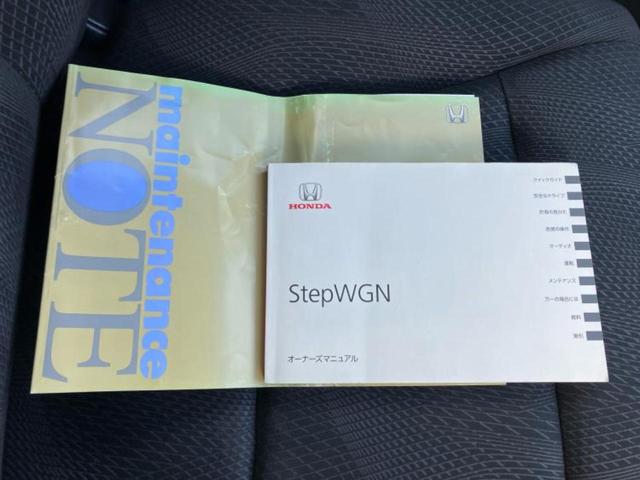 maintenance
NOTE
HONDA
StepWGN
オーナーズマニュアル
クイックガイド
安全なドライブ
計器の見かた
各部の操作
オーディオ
運転
メンテナンス
万一の場合には
資料
索引